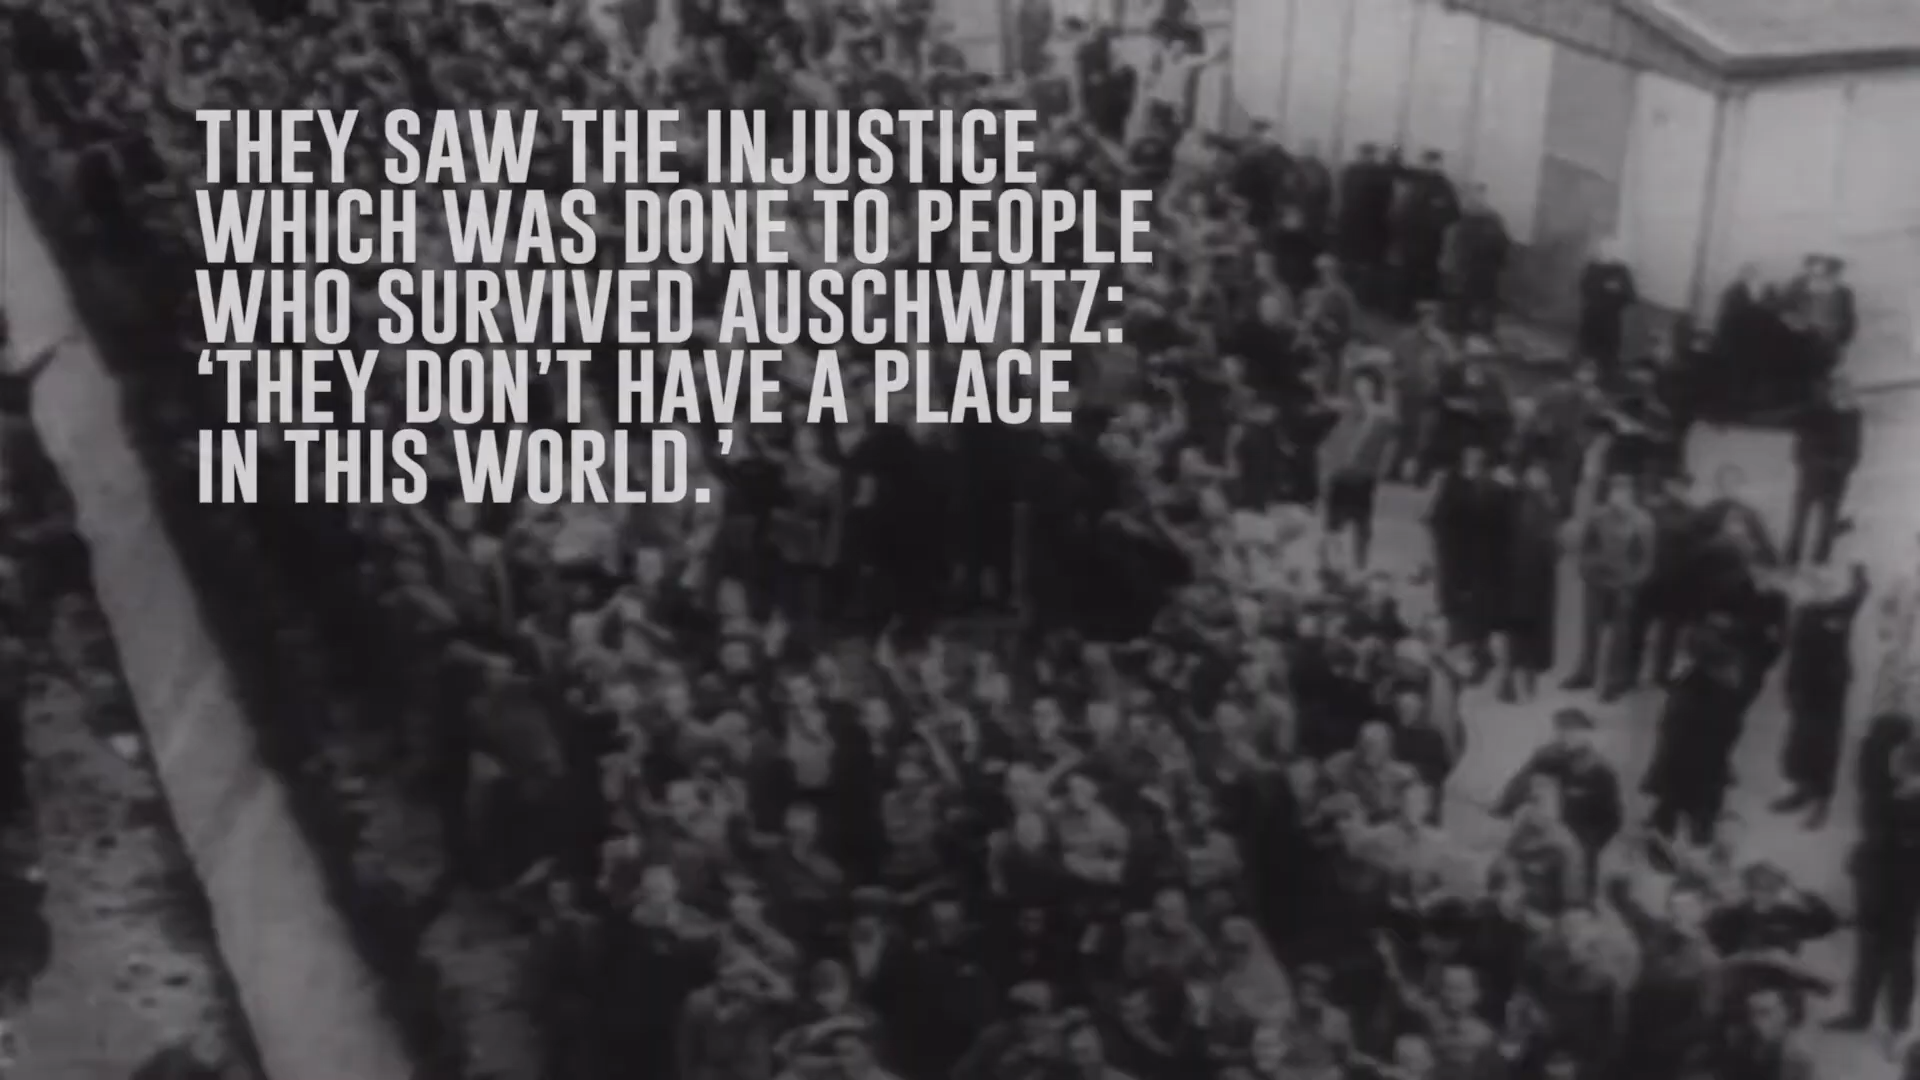 THEY SAW THE INJUSTICE
WHICH WAS DONE TO PEOPLE
WHO SURVIVED AUSCHWITZ:
‘THEY DON’T HAVE A PLACE
IN THIS WORLD.’